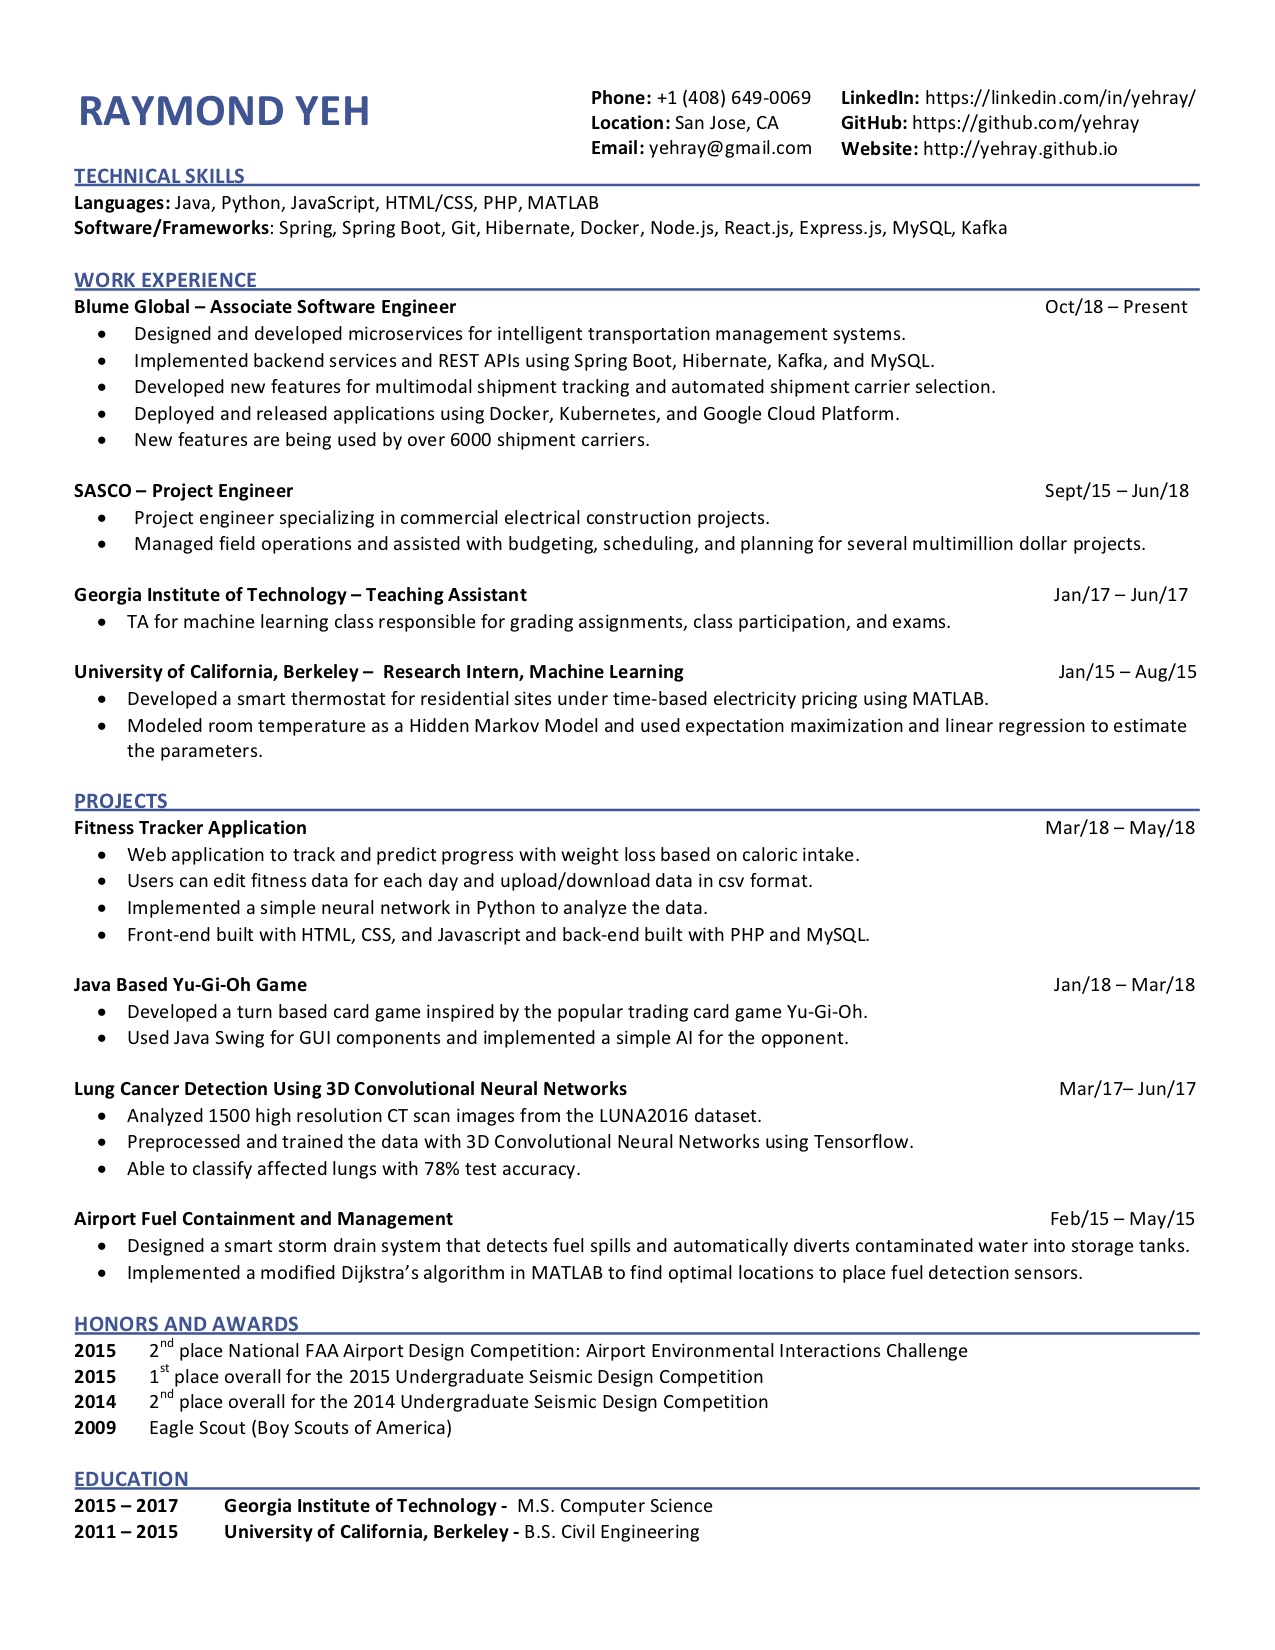 RAYMOND YEH
Phone: +1 (408) 649-0069
Location: San Jose, CA
Email: yehray@gmail.com
LinkedIn: https://linkedin.com/in/yehray/
GitHub: https://github.com/yehray
Website: http://yehray.github.io
TECHNICAL SKILLS
Languages: Java, Python, JavaScript, HTML/CSS, PHP, MATLAB
Software/Frameworks: Spring, Spring Boot, Git, Hibernate, Docker, Node.js, React.js, Express.js, MySQL, Kafka
WORK EXPERIENCE
Blume Global – Associate Software Engineer Oct/18 – Present
• Designed and developed microservices for intelligent transportation management systems.
• Implemented backend services and REST APIs using Spring Boot, Hibernate, Kafka, and MySQL.
• Developed new features for multimodal shipment tracking and automated shipment carrier selection.
• Deployed and released applications using Docker, Kubernetes, and Google Cloud Platform.
• New features are being used by over 6000 shipment carriers.
SASCO – Project Engineer Sept/15 – Jun/18
• Project engineer specializing in commercial electrical construction projects.
• Managed field operations and assisted with budgeting, scheduling, and planning for several multimillion dollar projects.
Georgia Institute of Technology – Teaching Assistant Jan/17 – Jun/17
• TA for machine learning class responsible for grading assignments, class participation, and exams.
University of California, Berkeley – Research Intern, Machine Learning Jan/15 – Aug/15
• Developed a smart thermostat for residential sites under time-based electricity pricing using MATLAB.
• Modeled room temperature as a Hidden Markov Model and used expectation maximization and linear regression to estimate
the parameters.
PROJECTS
Fitness Tracker Application Mar/18 – May/18
• Web application to track and predict progress with weight loss based on caloric intake.
• Users can edit fitness data for each day and upload/download data in csv format.
• Implemented a simple neural network in Python to analyze the data.
• Front-end built with HTML, CSS, and Javascript and back-end built with PHP and MySQL.
Java Based Yu-Gi-Oh Game Jan/18 – Mar/18
• Developed a turn based card game inspired by the popular trading card game Yu-Gi-Oh.
• Used Java Swing for GUI components and implemented a simple AI for the opponent.
Lung Cancer Detection Using 3D Convolutional Neural Networks Mar/17– Jun/17
• Analyzed 1500 high resolution CT scan images from the LUNA2016 dataset.
• Preprocessed and trained the data with 3D Convolutional Neural Networks using Tensorflow.
• Able to classify affected lungs with 78% test accuracy.
Airport Fuel Containment and Management Feb/15 – May/15
• Designed a smart storm drain system that detects fuel spills and automatically diverts contaminated water into storage tanks.
• Implemented a modified Dijkstra’s algorithm in MATLAB to find optimal locations to place fuel detection sensors.
HONORS AND AWARDS
2015 2nd place National FAA Airport Design Competition: Airport Environmental Interactions Challenge
2015 1st place overall for the 2015 Undergraduate Seismic Design Competition
2014 2nd place overall for the 2014 Undergraduate Seismic Design Competition
2009 Eagle Scout (Boy Scouts of America)
EDUCATION
2015 – 2017 Georgia Institute of Technology - M.S. Computer Science
2011 – 2015 University of California, Berkeley - B.S. Civil Engineering